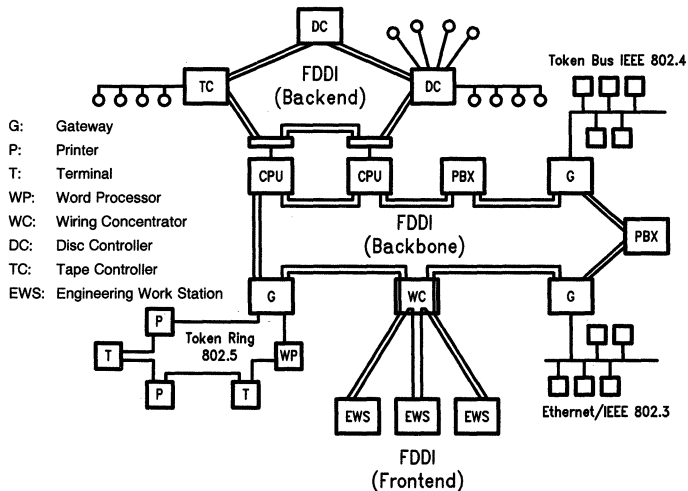 DC
TC
FDDI
(Backend)
DC
Token Bus IEEE 802.4
G: Gateway
P: Printer
T: Terminal
WP: Word Processor
WC: Wiring Concentrator
DC: Disc Controller
TC: Tape Controller
EWS: Engineering Work Station
CPU
CPU
PBX
G
FDDI
(Backbone)
PBX
G
WC
G
P
Token Ring
802.5
T
WP
P
T
EWS
EWS
EWS
Ethernet/IEEE 802.3
FDDI
(Frontend)